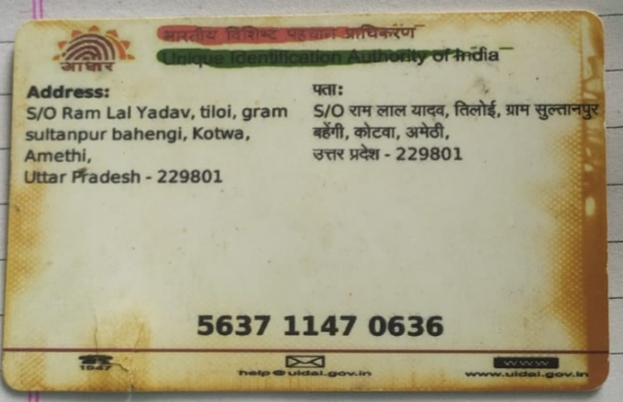 भारतीय विशिष्ट पहचान प्राधिकरण
Unique Identification Authority of India
आधार
Address:
S/O Ram Lal Yadav, tiloi, gram
sultanpur bahengi, Kotwa,
Amethi,
Uttar Pradesh - 229801
पता:
S/O राम लाल यादव, तिलोई, ग्राम सुल्तानपुर
बहेंगी, कोटवा, अमेठी,
उत्तर प्रदेश - 229801
5637 1147 0636
1947
help@uidai.gov.in
www
www.uidai.gov.in